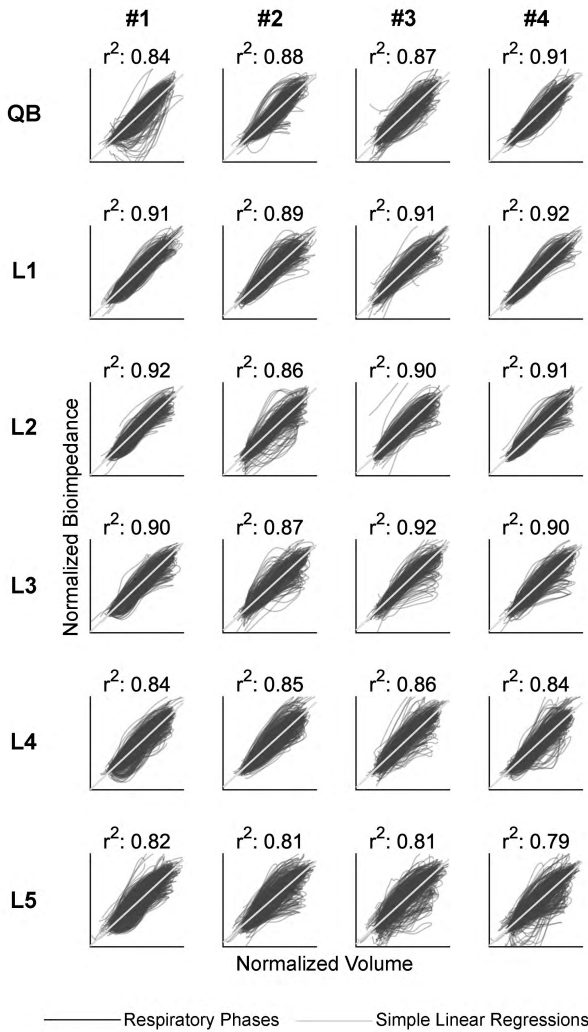 #1 #2 #3 #4
r²: 0.84 r²: 0.88 r²: 0.87 r²: 0.91
QB
r²: 0.91 r²: 0.89 r²: 0.91 r²: 0.92
L1
r²: 0.92 r²: 0.86 r²: 0.90 r²: 0.91
L2
Normalized Bioimpedance
r²: 0.90 r²: 0.87 r²: 0.92 r²: 0.90
L3
r²: 0.84 r²: 0.85 r²: 0.86 r²: 0.84
L4
r²: 0.82 r²: 0.81 r²: 0.81 r²: 0.79
L5
Normalized Volume
Respiratory Phases Simple Linear Regressions